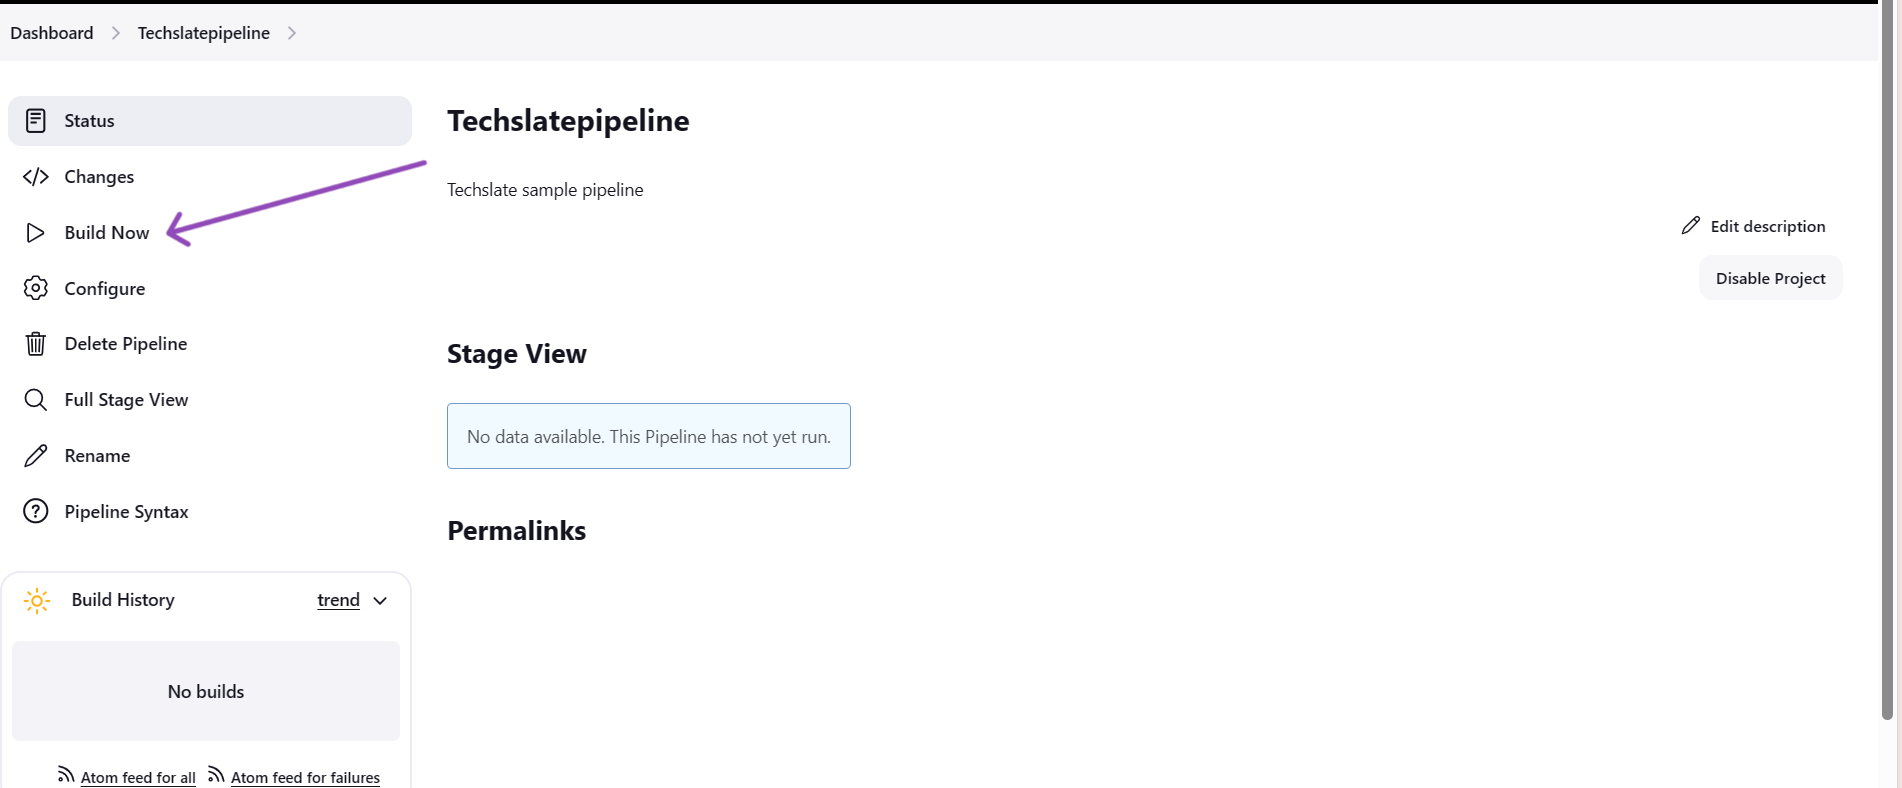 Dashboard
Techslatepipeline
Status
Changes
Build Now
Configure
Delete Pipeline
Full Stage View
Rename
Pipeline Syntax
Build History
trend
No builds
Atom feed for all
Atom feed for failures
Techslatepipeline
Techslate sample pipeline
Edit description
Disable Project
Stage View
No data available. This Pipeline has not yet run.
Permalinks